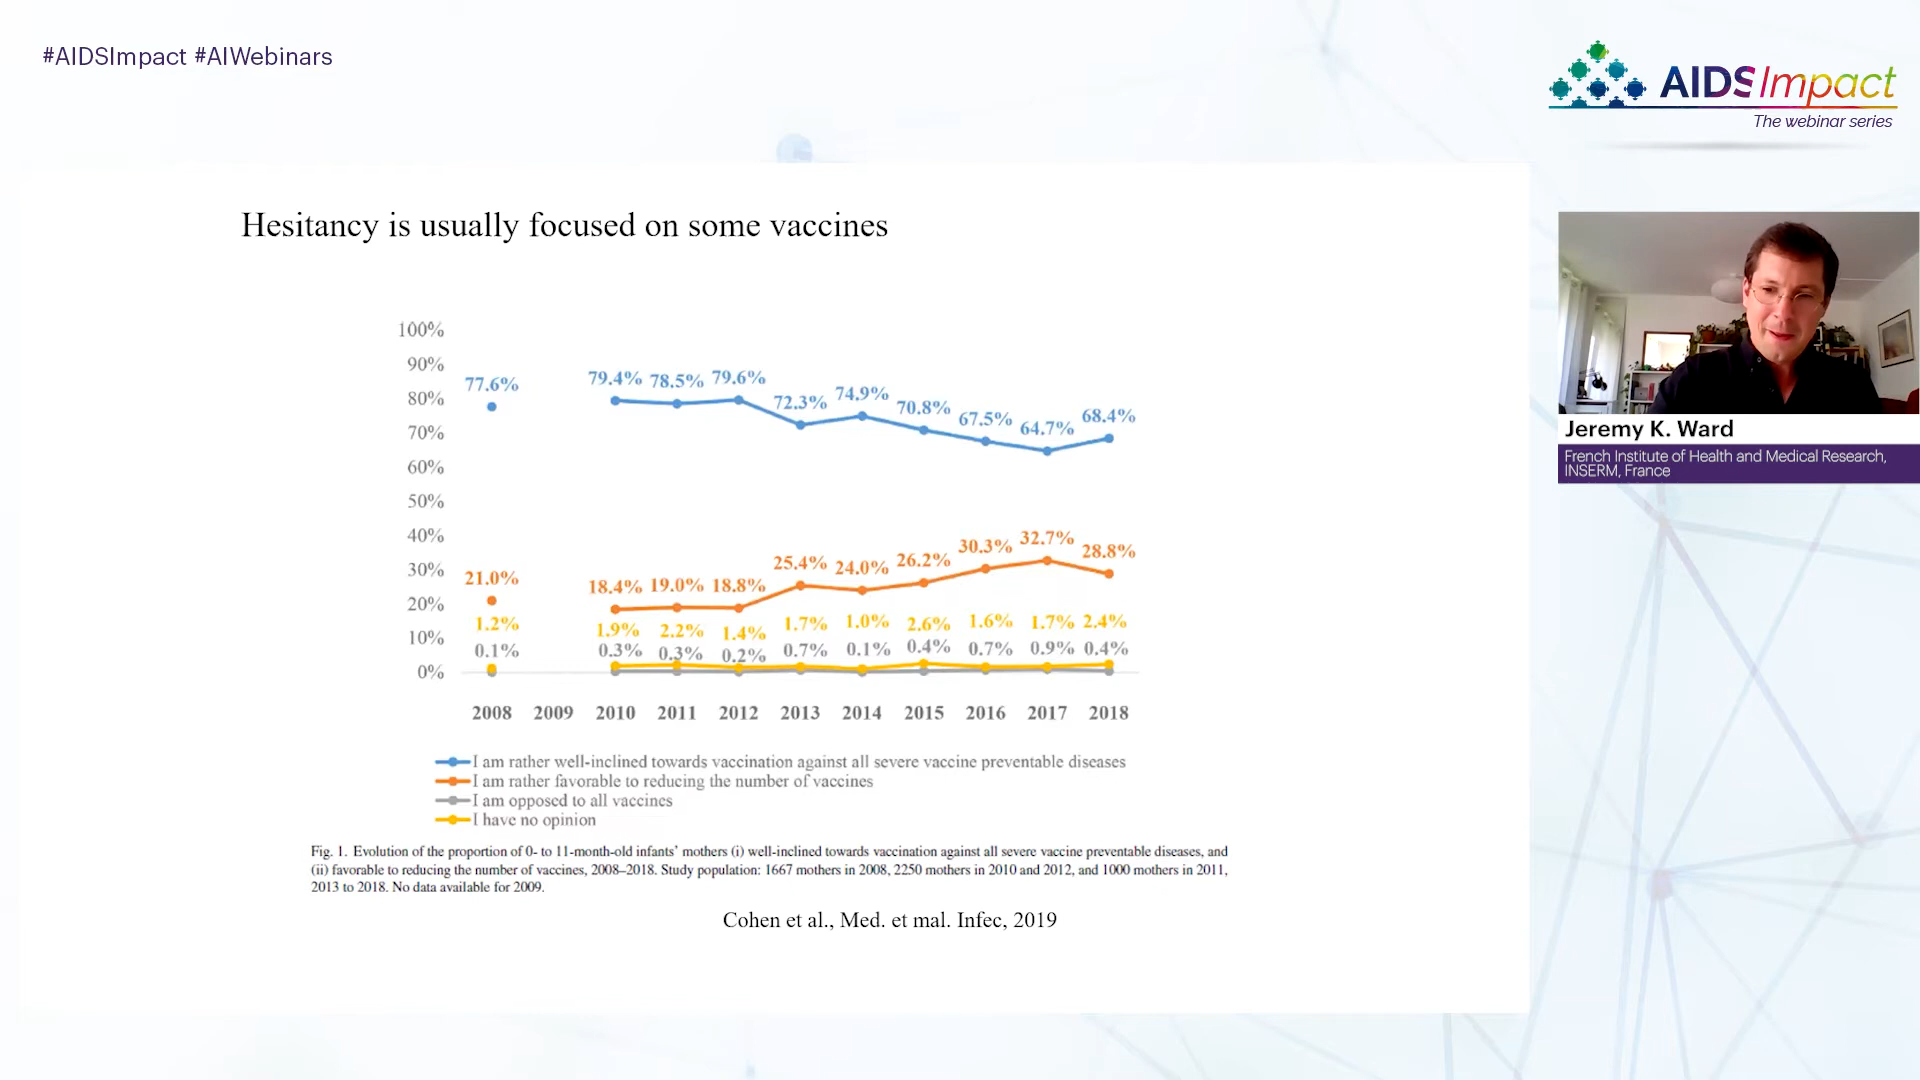 #AIDSImpact #AIWebinars
AIDSImpact
The webinar series
Hesitancy is usually focused on some vaccines
100%
90%
80%
70%
60%
50%
40%
30%
20%
10%
0%
77.6% 79.4% 78.5% 79.6% 72.3% 74.9% 70.8% 67.5% 64.7% 68.4%
21.0% 18.4% 19.0% 18.8% 25.4% 24.0% 26.2% 30.3% 32.7% 28.8%
1.2% 1.9% 2.2% 1.4% 1.7% 1.0% 2.6% 1.6% 1.7% 2.4%
0.1% 0.3% 0.3% 0.2% 0.7% 0.1% 0.4% 0.7% 0.9% 0.4%
2008 2009 2010 2011 2012 2013 2014 2015 2016 2017 2018
I am rather well-inclined towards vaccination against all severe vaccine preventable diseases
I am rather favorable to reducing the number of vaccines
I am opposed to all vaccines
I have no opinion
Fig. 1. Evolution of the proportion of 0- to 11-month-old infants' mothers (i) well-inclined towards vaccination against all severe vaccine preventable diseases, and
(ii) favorable to reducing the number of vaccines, 2008–2018. Study population: 1667 mothers in 2008, 2250 mothers in 2010 and 2012, and 1000 mothers in 2011,
2013 to 2018. No data available for 2009.
Cohen et al., Med. et mal. Infec, 2019
Jeremy K. Ward
French Institute of Health and Medical Research,
INSERM, France